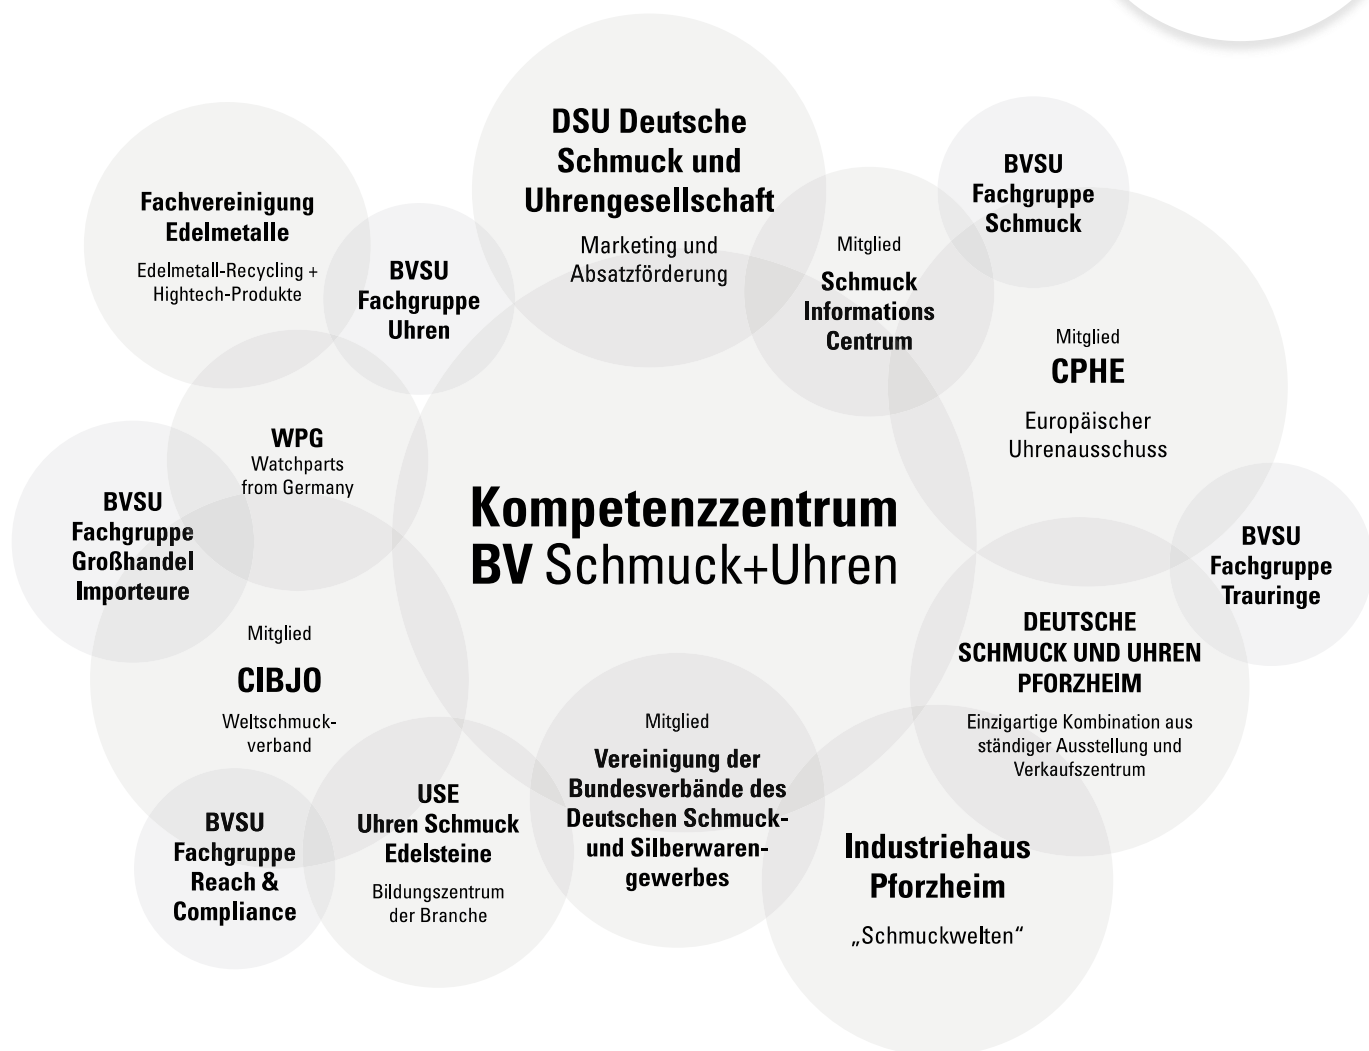 DSU Deutsche
Schmuck und
Uhrengesellschaft
Marketing und
Absatzförderung
BVSU
Fachgruppe
Schmuck
Fachvereinigung
Edelmetalle
Edelmetall-Recycling +
Hightech-Produkte
BVSU
Fachgruppe
Uhren
Mitglied
Schmuck
Informations
Centrum
Mitglied
CPHE
Europäischer
Uhrenausschuss
WPG
Watchparts
from Germany
BVSU
Fachgruppe
Großhandel
Importeure
Kompetenzzentrum
BV Schmuck+Uhren
BVSU
Fachgruppe
Trauringe
Mitglied
CIBJO
Weltschmuck-
verband
DEUTSCHE
SCHMUCK UND UHREN
PFORZHEIM
Einzigartige Kombination aus
ständiger Ausstellung und
Verkaufszentrum
BVSU
Fachgruppe
Reach &
Compliance
USE
Uhren Schmuck
Edelsteine
Bildungszentrum
der Branche
Mitglied
Vereinigung der
Bundesverbände des
Deutschen Schmuck-
und Silberwaren-
gewerbes
Industriehaus
Pforzheim
„Schmuckwelten“